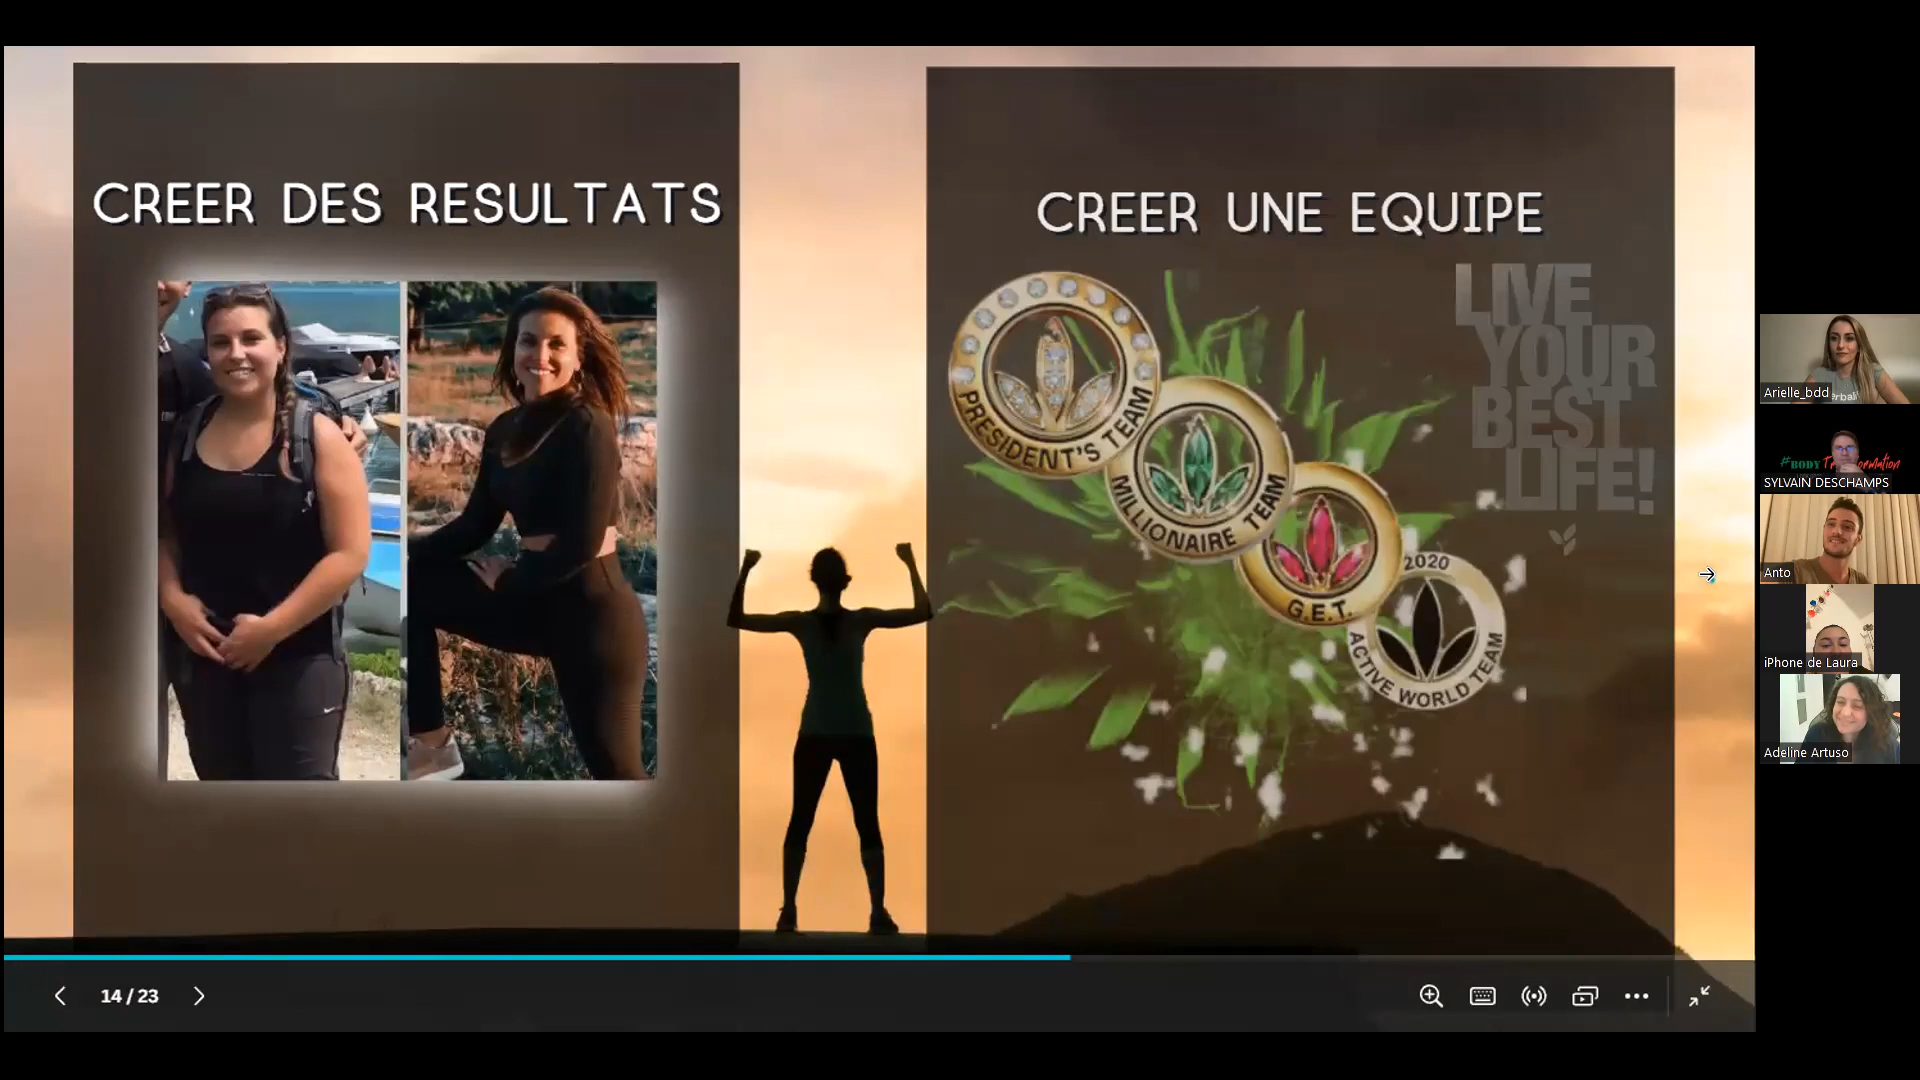 CREER DES RESULTATS
CREER UNE EQUIPE
LIVE
YOUR
BEST
LIFE!
PRESIDENT'S TEAM
MILLIONAIRE TEAM
G.E.T.
2020
ACTIVE WORLD TEAM
14 / 23
Arielle_bdd
#BODY
SYLVAIN DESCHAMPS
Anto
iPhone de Laura
Adeline Artuso